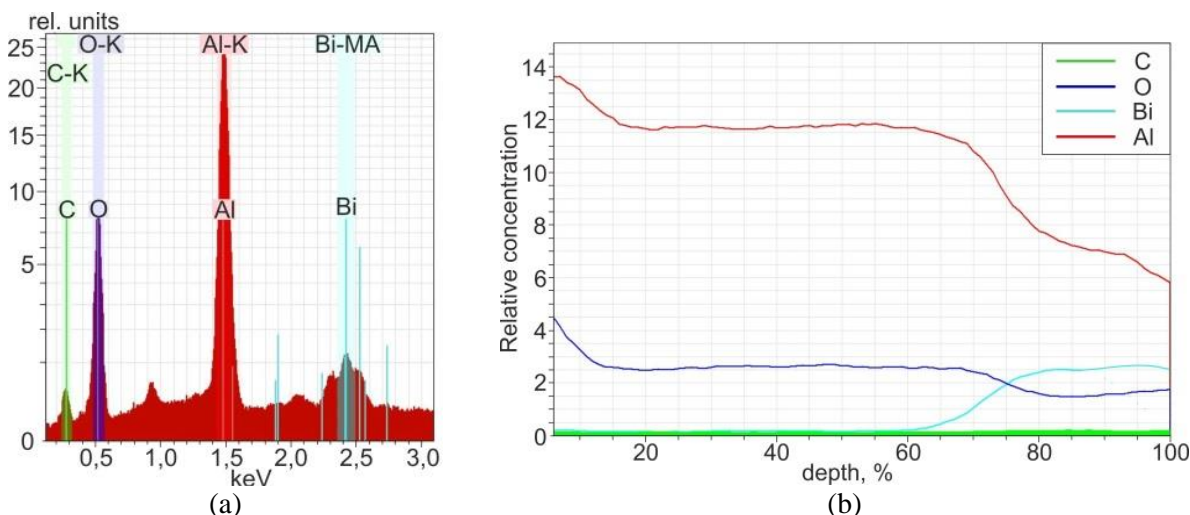 rel. units
25
20
15
10
5
0
C-K
O-K
Al-K
Bi-MA
C
O
Al
Bi
0,5
1,0
1,5
2,0
2,5
3,0
keV
(a)
Relative concentration
14
12
10
8
6
4
2
0
20
40
60
80
100
depth, %
C
O
Bi
Al
(b)